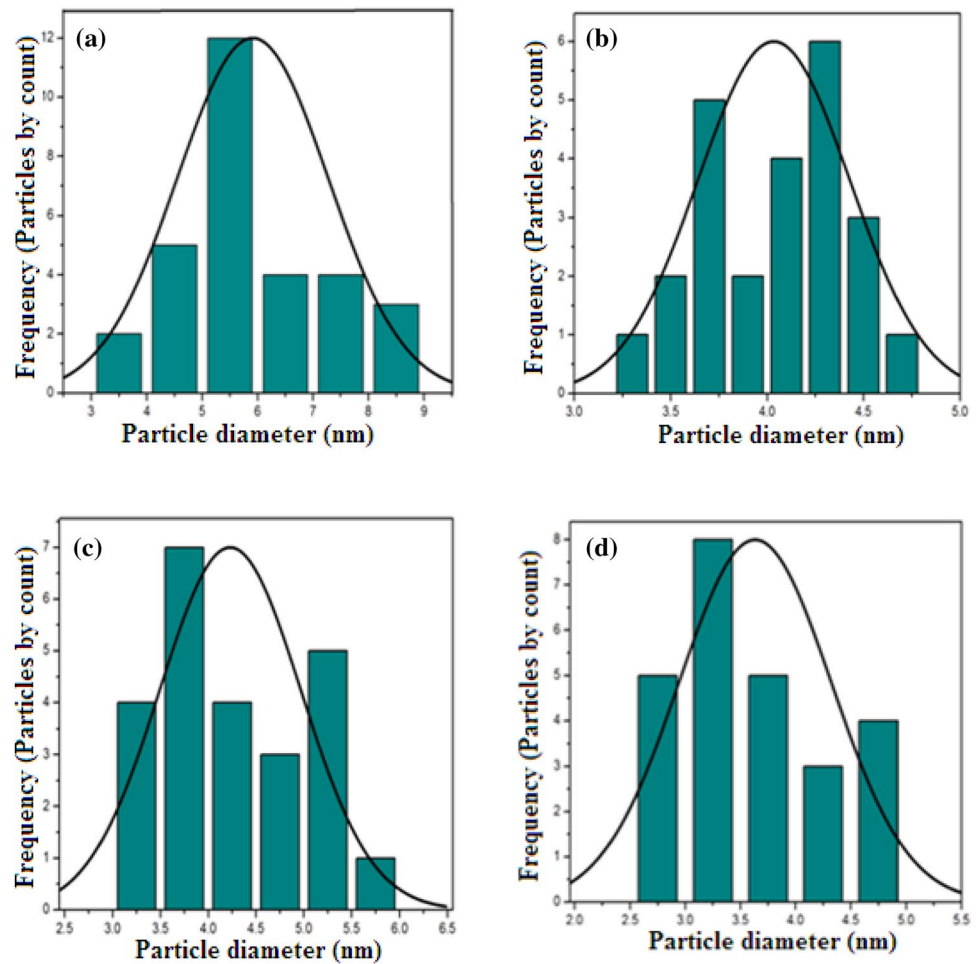 (a)
Frequency (Particles by count)
12
10
8
6
4
2
0
3 4 5 6 7 8 9
Particle diameter (nm)
(b)
Frequency (Particles by count)
6
5
4
3
2
1
0
3.0 3.5 4.0 4.5 5.0
Particle diameter (nm)
(c)
Frequency (Particles by count)
7
6
5
4
3
2
1
0
2.5 3.0 3.5 4.0 4.5 5.0 5.5 6.0 6.5
Particle diameter (nm)
(d)
Frequency (Particles by count)
8
7
6
5
4
3
2
1
0
2.0 2.5 3.0 3.5 4.0 4.5 5.0 5.5
Particle diameter (nm)